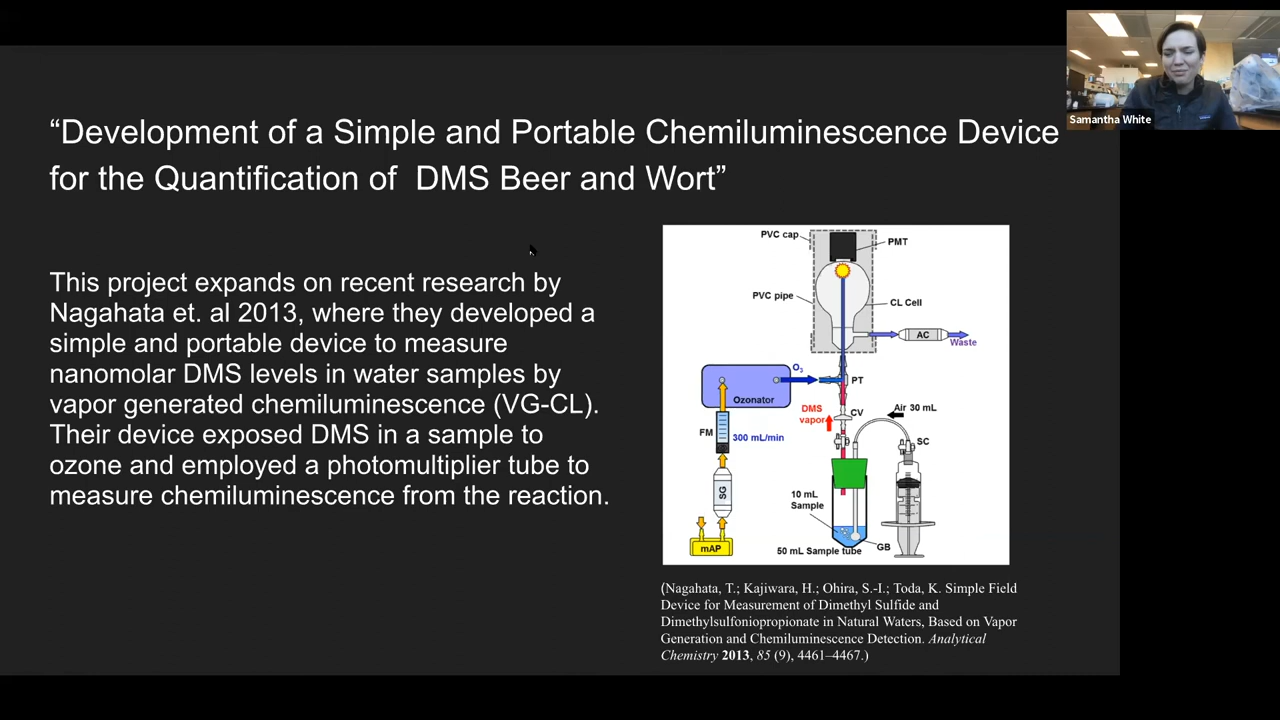 Samantha White
“Development of a Simple and Portable Chemiluminescence Device
for the Quantification of  DMS Beer and Wort”
This project expands on recent research by
Nagahata et. al 2013, where they developed a
simple and portable device to measure
nanomolar DMS levels in water samples by
vapor generated chemiluminescence (VG-CL).
Their device exposed DMS in a sample to
ozone and employed a photomultiplier tube to
measure chemiluminescence from the reaction.
PVC cap
PMT
PVC pipe
CL Cell
AC
Waste
O3
PT
Ozonator
DMS
vapor
CV
Air 30 mL
FM
300 mL/min
SC
SG
10 mL
Sample
mAP
50 mL Sample tube
GB
(Nagahata, T.; Kajiwara, H.; Ohira, S.-I.; Toda, K. Simple Field
Device for Measurement of Dimethyl Sulfide and
Dimethylsulfoniopropionate in Natural Waters, Based on Vapor
Generation and Chemiluminescence Detection. Analytical
Chemistry 2013, 85 (9), 4461–4467.)